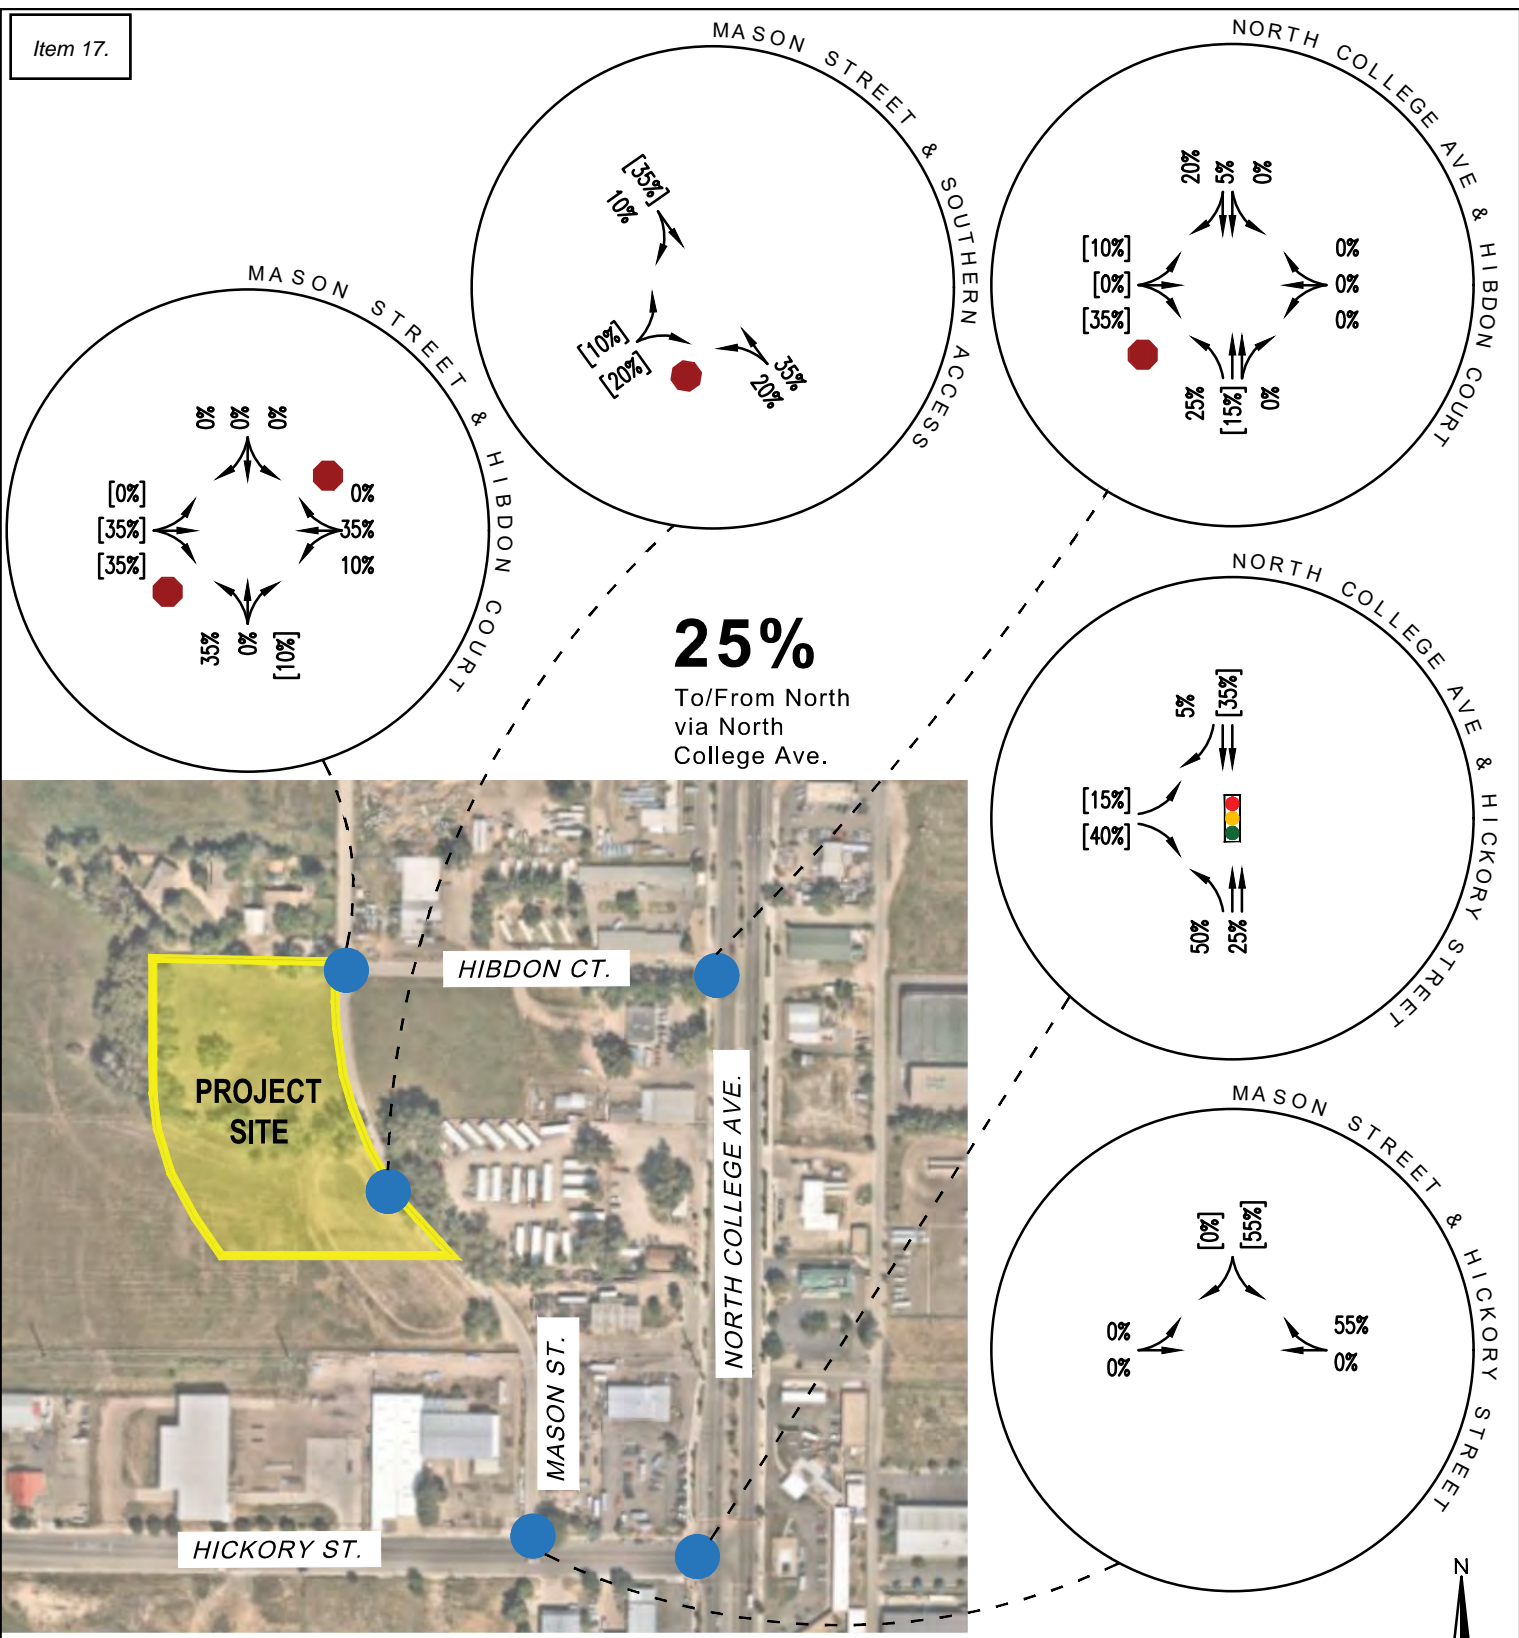 Item 17.
MASON STREET & HIBDON COURT
0% 0% 0%
[0%]
[35%]
[35%]
0%
35%
10%
35% 0% [10%]
MASON STREET & SOUTHERN ACCESS
[35%]
10%
[10%]
[20%]
35%
20%
NORTH COLLEGE AVE & HIBDON COURT
20% 5% 0%
[10%]
[0%]
[35%]
0%
0%
0%
25% [15%] 0%
25%
To/From North
via North
College Ave.
NORTH COLLEGE AVE & HICKORY STREET
5% [35%]
[15%]
[40%]
50% 25%
MASON STREET & HICKORY STREET
[0%] [55%]
0%
0%
55%
0%
HIBDON CT.
PROJECT
SITE
NORTH COLLEGE AVE.
MASON ST.
HICKORY ST.
N